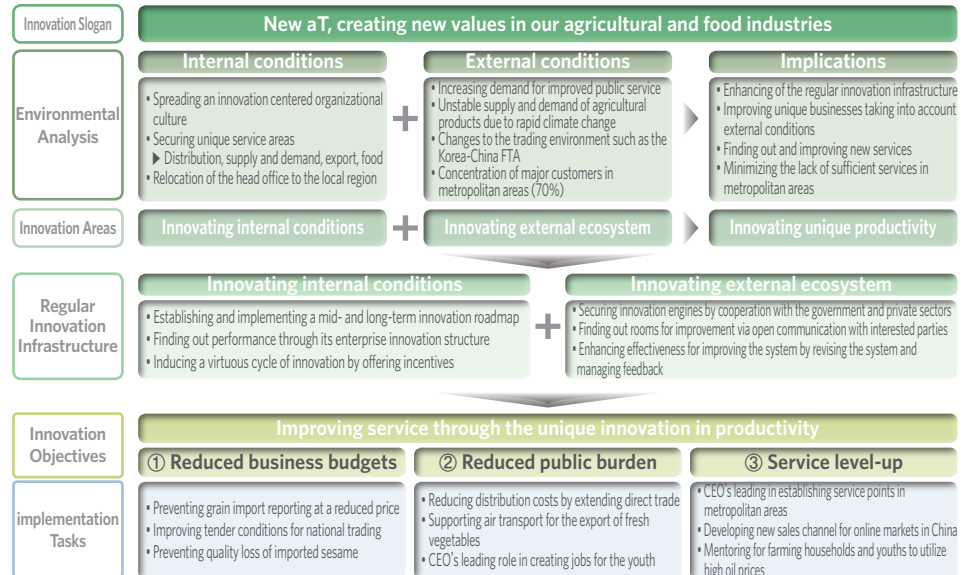 Innovation Slogan
New aT, creating new values in our agricultural and food industries
Environmental
Analysis
Internal conditions
• Spreading an innovation centered organizational
culture
• Securing unique service areas
▶ Distribution, supply and demand, export, food
• Relocation of the head office to the local region
+
External conditions
• Increasing demand for improved public service
• Unstable supply and demand of agricultural
products due to rapid climate change
• Changes to the trading environment such as the
Korea-China FTA
• Concentration of major customers in
metropolitan areas (70%)
Implications
• Enhancing of the regular innovation infrastructure
• Improving unique businesses taking into account
external conditions
• Finding out and improving new services
• Minimizing the lack of sufficient services in
metropolitan areas
Innovation Areas
Innovating internal conditions
+
Innovating external ecosystem
Innovating unique productivity
Regular
Innovation
Infrastructure
Innovating internal conditions
• Establishing and implementing a mid- and long-term innovation roadmap
• Finding out performance through its enterprise innovation structure
• Inducing a virtuous cycle of innovation by offering incentives
+
Innovating external ecosystem
• Securing innovation engines by cooperation with the government and private sectors
• Finding out rooms for improvement via open communication with interested parties
• Enhancing effectiveness for improving the system by revising the system and
managing feedback
Innovation
Objectives
Improving service through the unique innovation in productivity
① Reduced business budgets
② Reduced public burden
③ Service level-up
implementation
Tasks
• Preventing grain import reporting at a reduced price
• Improving tender conditions for national trading
• Preventing quality loss of imported sesame
• Reducing distribution costs by extending direct trade
• Supporting air transport for the export of fresh
vegetables
• CEO's leading role in creating jobs for the youth
• CEO's leading in establishing service points in
metropolitan areas
• Developing new sales channel for online markets in China
• Mentoring for farming households and youths to utilize
high oil prices